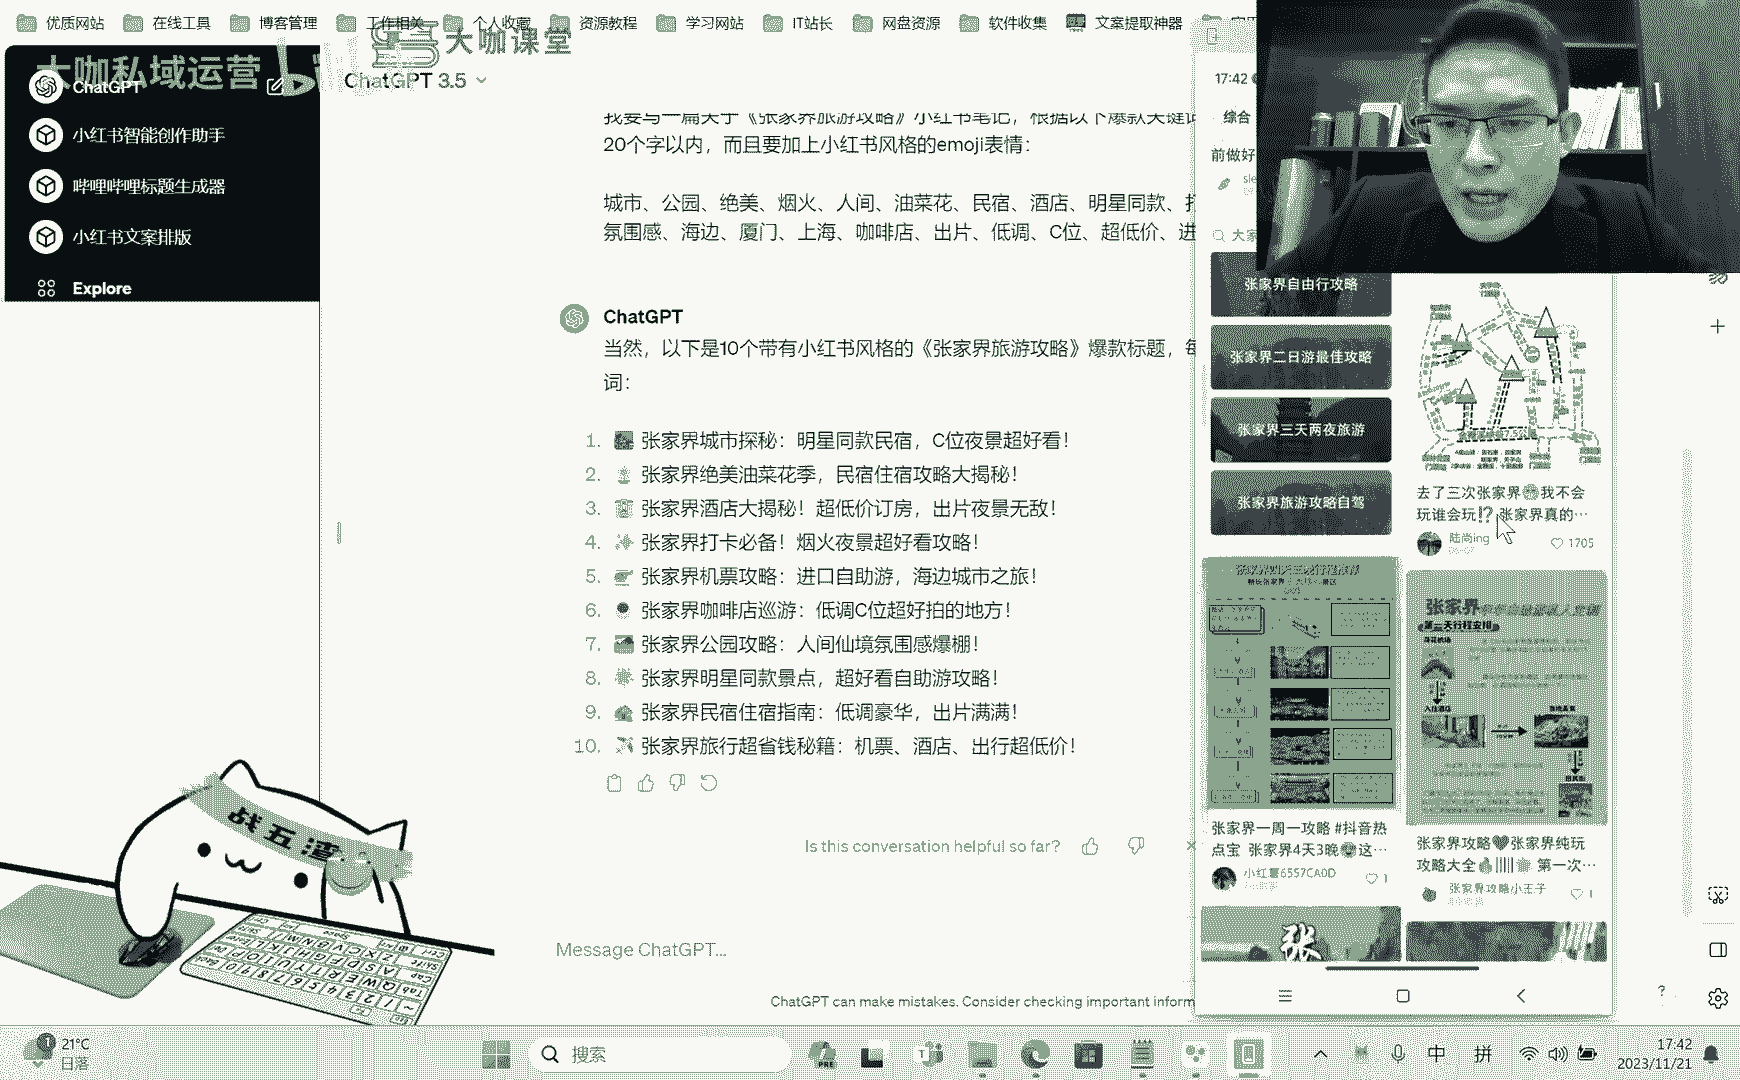 优质网站
在线工具
博客管理
工作相关
个人收藏
资源教程
学习网站
IT站长
网盘资源
软件收集
文案提取神器
大咖课堂
大咖私域运营
ChatGPT
小红书智能创作助手
哔哩哔哩标题生成器
小红书文案排版
Explore
ChatGPT 3.5
我要写一篇关于《张家界旅游攻略》小红书笔记，根据以下爆款关键词
20个字以内，而且要加上小红书风格的emoji表情：
城市、公园、绝美、烟火、人间、油菜花、民宿、酒店、明星同款、打
氛围感、海边、厦门、上海、咖啡店、出片、低调、C位、超低价、进
ChatGPT
当然，以下是10个带有小红书风格的《张家界旅游攻略》爆款标题，每
词：
1. 张家界城市探秘：明星同款民宿，C位夜景超好看！
2. 张家界绝美油菜花季，民宿住宿攻略大揭秘！
3. 张家界酒店大揭秘！超低价订房，出片夜景无敌！
4. 张家界打卡必备！烟火夜景超好看攻略！
5. 张家界机票攻略：进口自助游，海边城市之旅！
6. 张家界咖啡店巡游：低调C位超好拍的地方！
7. 张家界公园攻略：人间仙境氛围感爆棚！
8. 张家界明星同款景点，超好看自助游攻略！
9. 张家界民宿住宿指南：低调豪华，出片满满！
10. 张家界旅行超省钱秘籍：机票、酒店、出行超低价！
Is this conversation helpful so far?
Message ChatGPT...
ChatGPT can make mistakes. Consider checking important inform
17:42
综合
前做好
大家
张家界自由行攻略
张家界二日游最佳攻略
张家界三天两夜旅游
张家界旅游攻略自驾
去了三次张家界我不会
玩谁会玩⁉️张家界真的…
陆尚ing
1705
张家界
第一天行程安排
张家界一周一攻略 #抖音热
点宝 张家界4天3晚这…
小红薯6557CA0D
1
张家界攻略张家界纯玩
攻略大全 第一次…
张家界攻略小王子
1
张
战五渣
21°C
日落
搜索
中
拼
17:42
2023/11/21